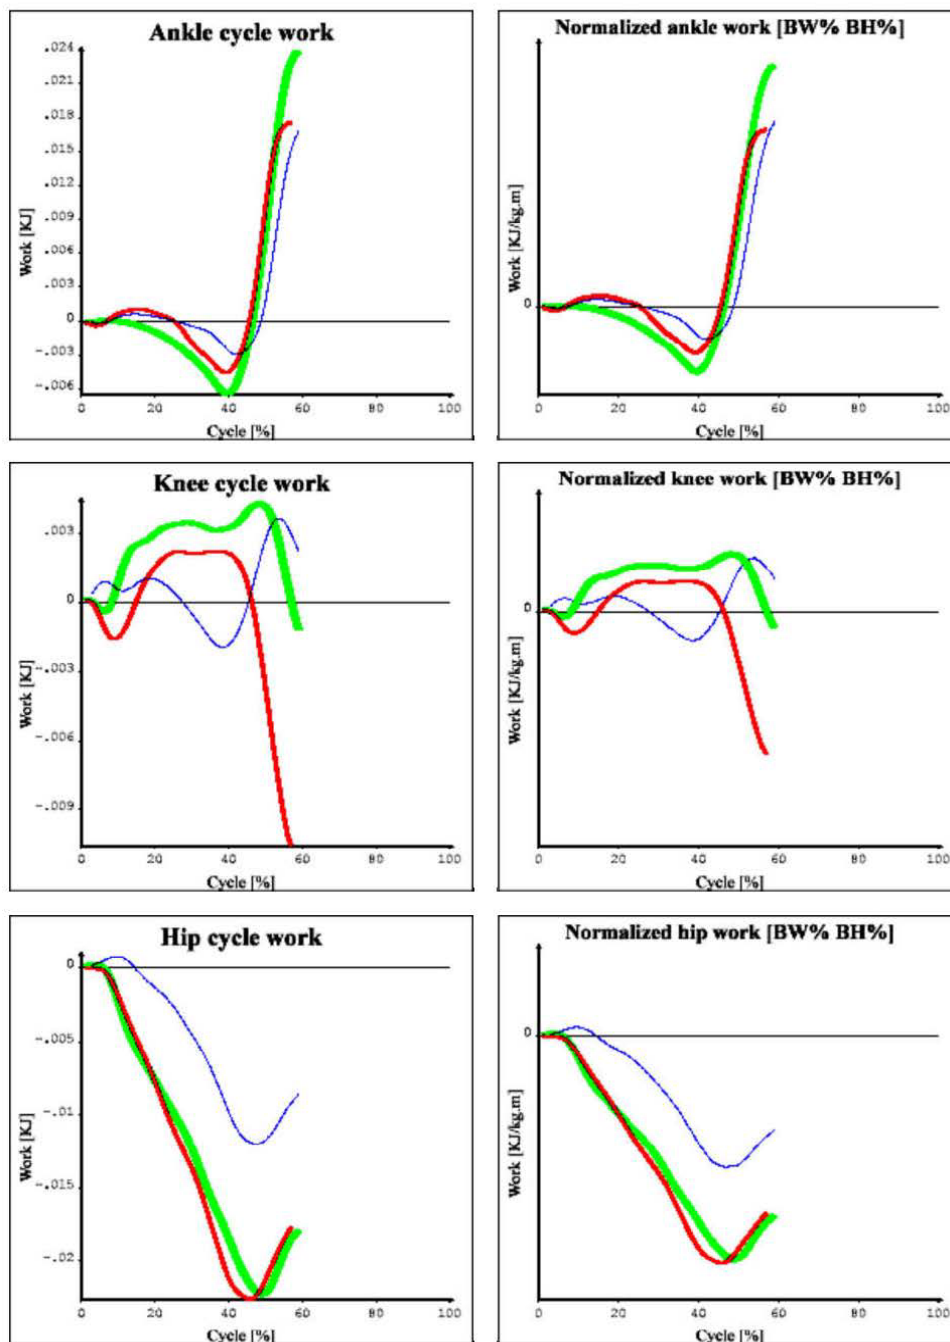 Ankle cycle work
.024
.021
.018
.015
.012
.009
.006
.003
0
-.003
-.006
Work [KJ]
0 20 40 60 80 100
Cycle [%]
Normalized ankle work [BW% BH%]
0
Work [KJ/kg.m]
0 20 40 60 80 100
Cycle [%]
Knee cycle work
.003
0
-.003
-.006
-.009
Work [KJ]
0 20 40 60 80 100
Cycle [%]
Normalized knee work [BW% BH%]
0
Work [KJ/kg.m]
0 20 40 60 80 100
Cycle [%]
Hip cycle work
0
-.005
-.01
-.015
-.02
Work [KJ]
0 20 40 60 80 100
Cycle [%]
Normalized hip work [BW% BH%]
0
Work [KJ/kg.m]
0 20 40 60 80 100
Cycle [%]